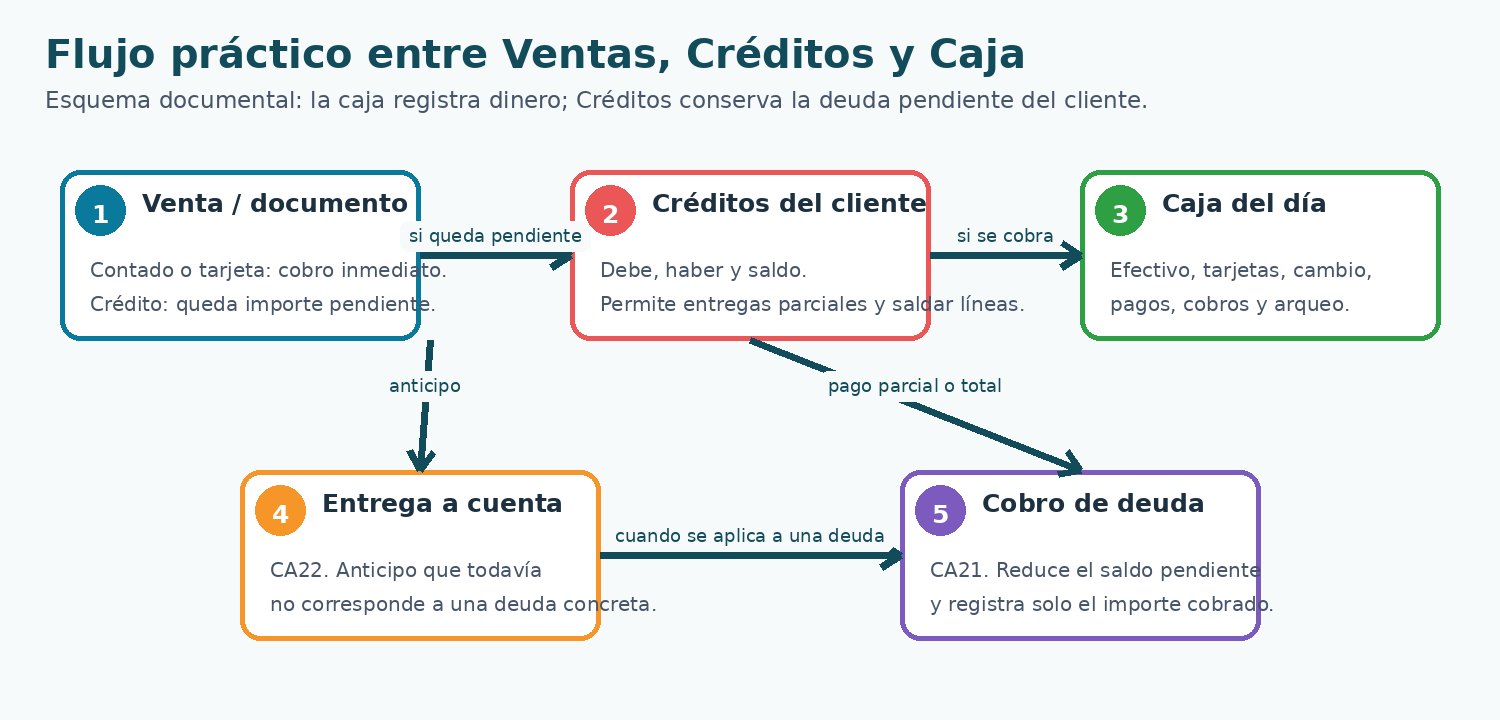 Flujo práctico entre Ventas, Créditos y Caja
Esquema documental: la caja registra dinero; Créditos conserva la deuda pendiente del cliente.
1
Venta / documento
Contado o tarjeta: cobro inmediato.
Crédito: queda importe pendiente.
si queda pendiente
2
Créditos del cliente
Debe, haber y saldo.
Permite entregas parciales y saldar líneas.
si se cobra
3
Caja del día
Efectivo, tarjetas, cambio,
pagos, cobros y arqueo.
anticipo
pago parcial o total
4
Entrega a cuenta
CA22. Anticipo que todavía
no corresponde a una deuda concreta.
cuando se aplica a una deuda
5
Cobro de deuda
CA21. Reduce el saldo pendiente
y registra solo el importe cobrado.